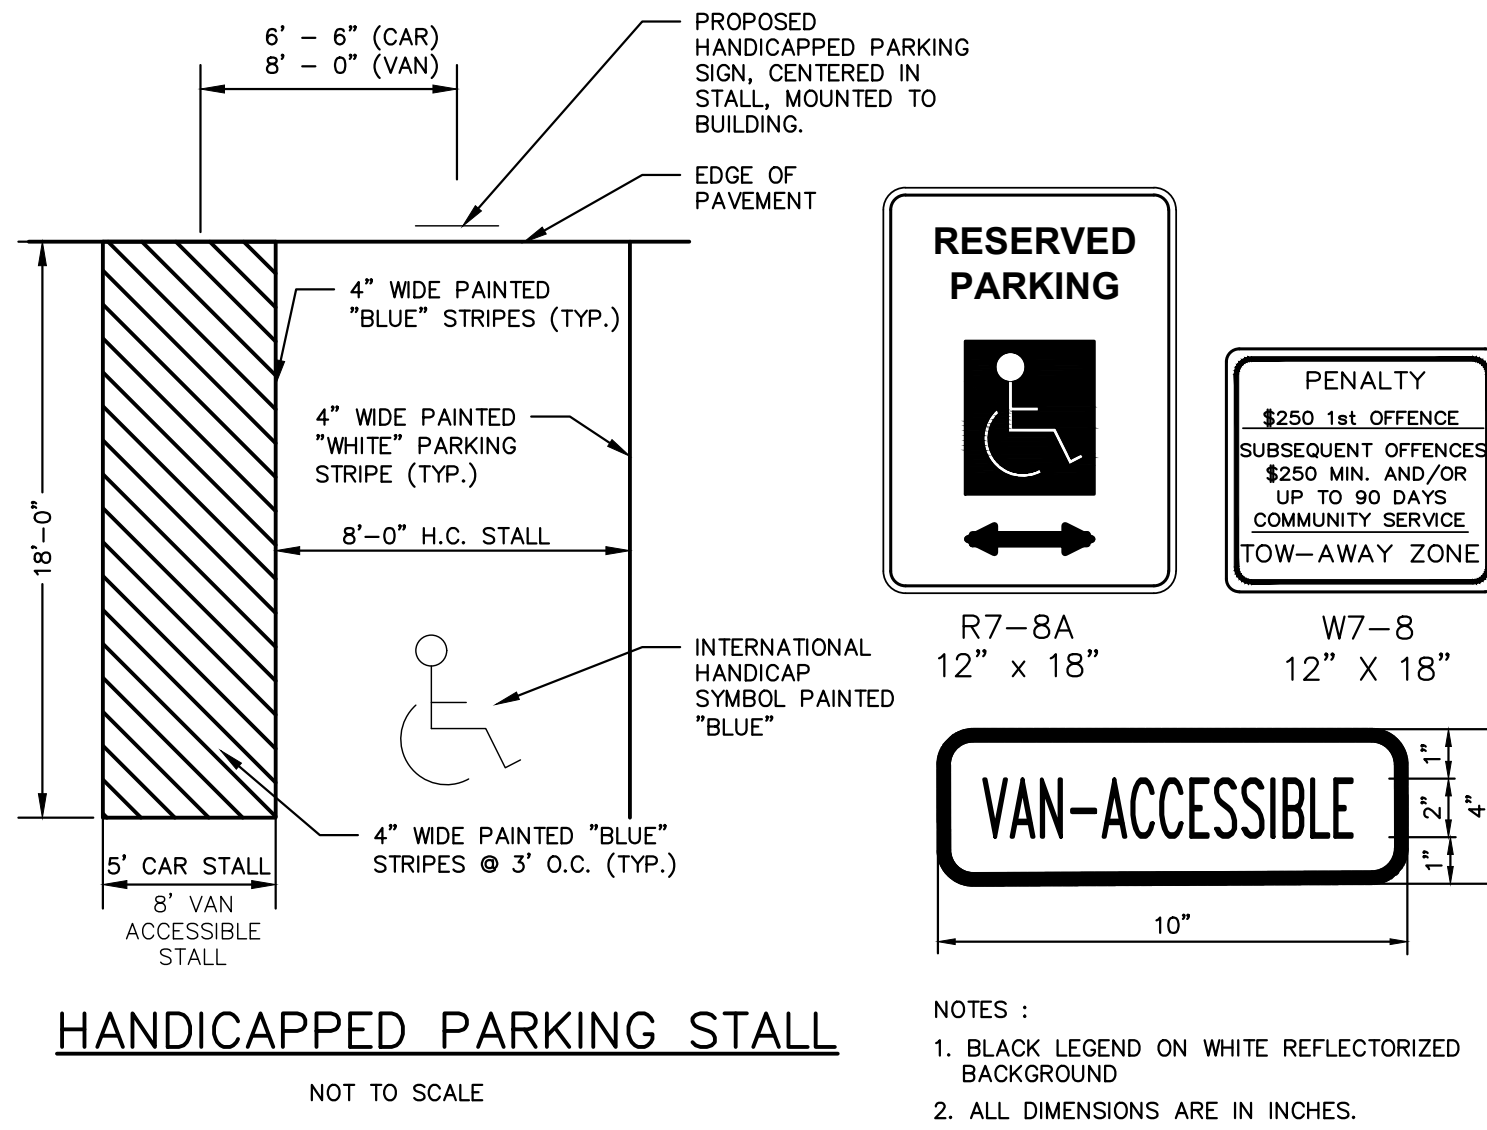 6' - 6" (CAR)
8' - 0" (VAN)
PROPOSED
HANDICAPPED PARKING
SIGN, CENTERED IN
STALL, MOUNTED TO
BUILDING.
EDGE OF
PAVEMENT
4" WIDE PAINTED
"BLUE" STRIPES (TYP.)
4" WIDE PAINTED
"WHITE" PARKING
STRIPE (TYP.)
18'-0"
8'-0" H.C. STALL
INTERNATIONAL
HANDICAP
SYMBOL PAINTED
"BLUE"
4" WIDE PAINTED "BLUE"
STRIPES @ 3' O.C. (TYP.)
5' CAR STALL
8' VAN
ACCESSIBLE
STALL
HANDICAPPED PARKING STALL
NOT TO SCALE
RESERVED
PARKING
R7-8A
12" x 18"
PENALTY
$250 1st OFFENCE
SUBSEQUENT OFFENCES
$250 MIN. AND/OR
UP TO 90 DAYS
COMMUNITY SERVICE
TOW-AWAY ZONE
W7-8
12" X 18"
VAN-ACCESSIBLE
1"
2"
1"
4"
10"
NOTES :
1. BLACK LEGEND ON WHITE REFLECTORIZED
BACKGROUND
2. ALL DIMENSIONS ARE IN INCHES.